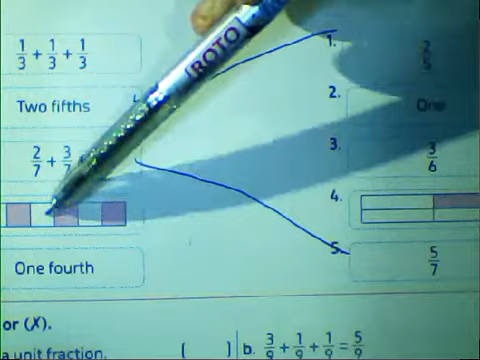 1/3 + 1/3 + 1/3
1.
2/5
Two fifths
2.
One
2/7 + 3/7
3.
3/6
4.
One fourth
5.
5/7
or (X).
a unit fraction. ( ) b. 3/9 + 1/9 + 1/9 = 5/9
ROTO